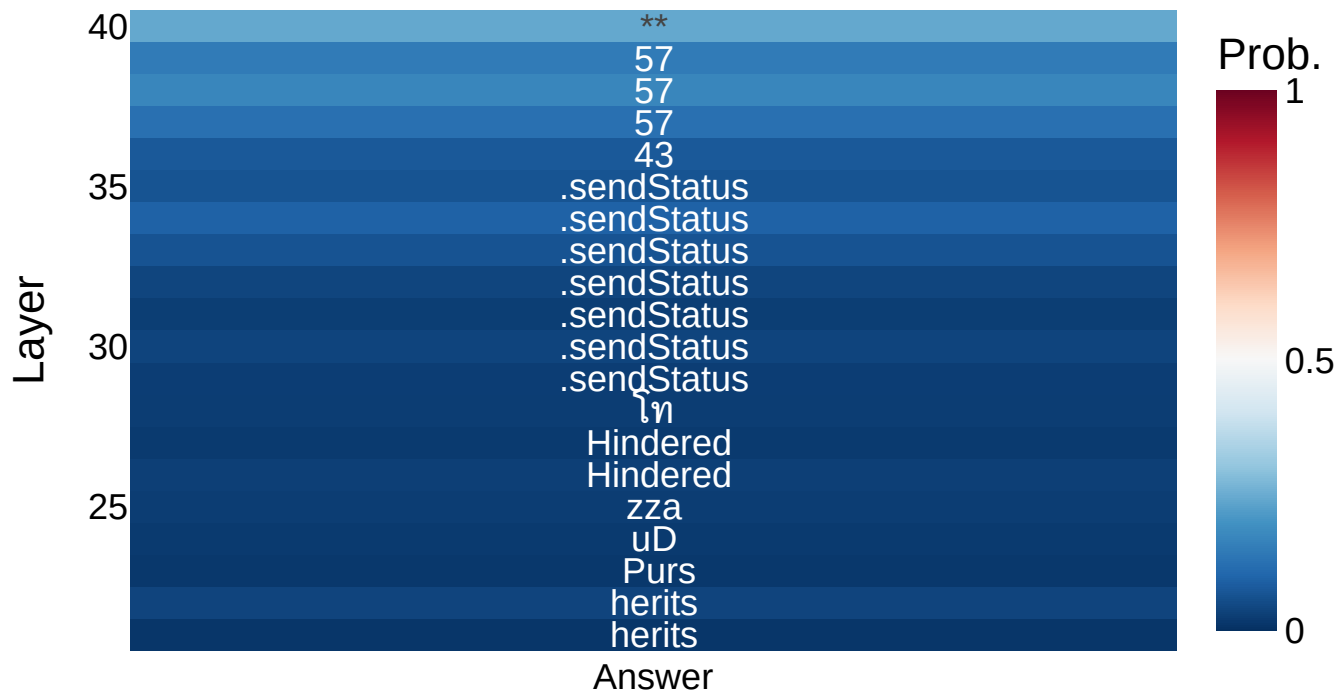 40
**
57
57
57
43
35
.sendStatus
.sendStatus
.sendStatus
.sendStatus
.sendStatus
30
.sendStatus
.sendStatus
โท
Hindered
Hindered
25
zza
uD
Purs
herits
herits
Layer
Answer
Prob.
1
0.5
0